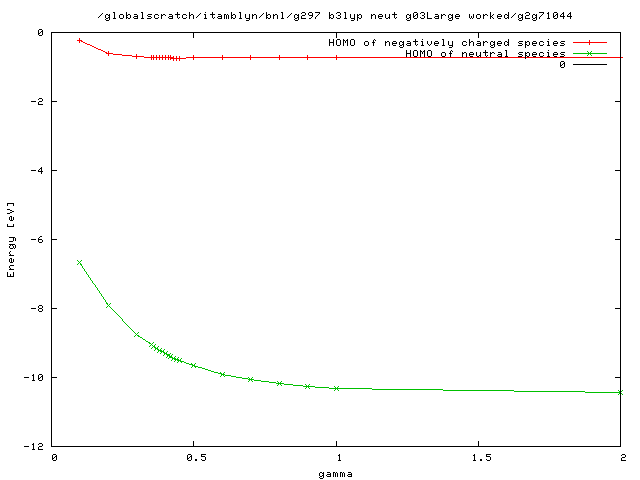 /globalscratch/itamblyn/bnl/g297 b3lyp neut g03Large worked/g2g71044
HOMO of negatively charged species
HOMO of neutral species
0
0
-2
-4
-6
-8
-10
-12
Energy [eV]
0
0.5
1
1.5
2
gamma